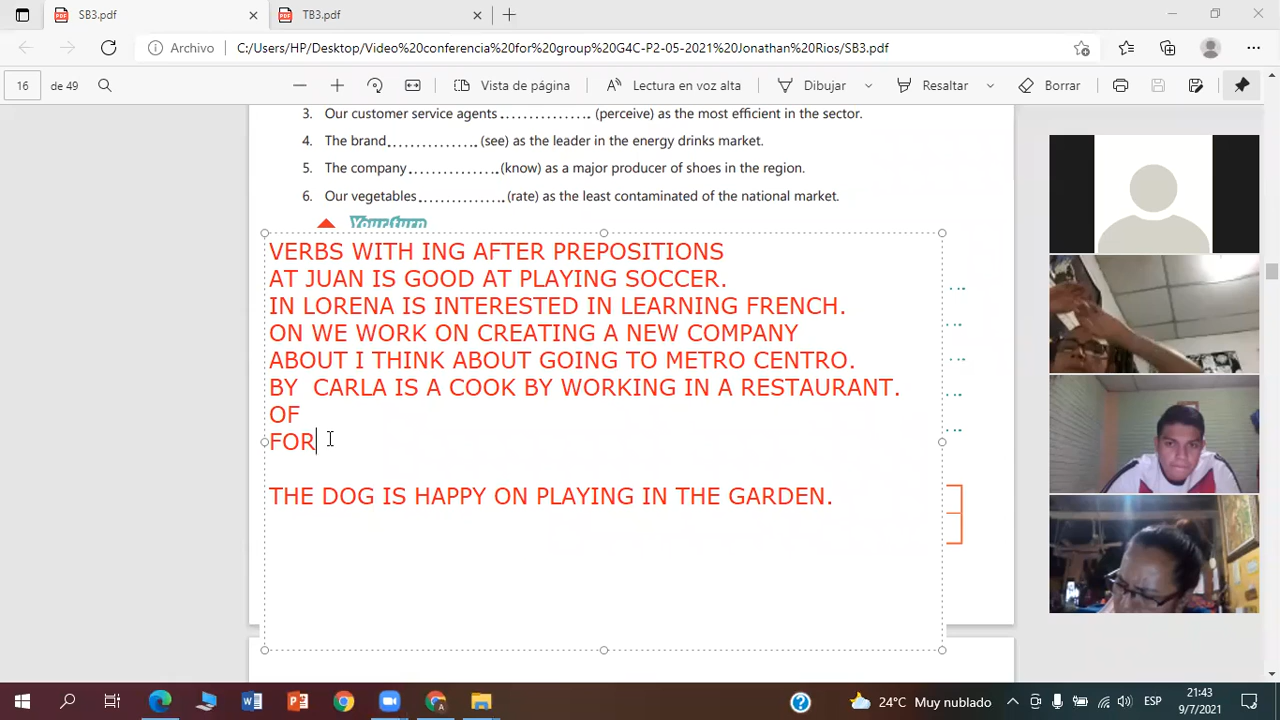 SB3.pdf
TB3.pdf
Archivo
C:/Users/HP/Desktop/Video%20conferencia%20for%20group%20G4C-P2-05-2021%20Jonathan%20Rios/SB3.pdf
16 de 49
Vista de página
Lectura en voz alta
Dibujar
Resaltar
Borrar
3. Our customer service agents ............... (perceive) as the most efficient in the sector.
4. The brand............... (see) as the leader in the energy drinks market.
5. The company ...............(know) as a major producer of shoes in the region.
6. Our vegetables ...............(rate) as the least contaminated of the national market.
Your turn
VERBS WITH ING AFTER PREPOSITIONS
AT JUAN IS GOOD AT PLAYING SOCCER.
IN LORENA IS INTERESTED IN LEARNING FRENCH.
ON WE WORK ON CREATING A NEW COMPANY
ABOUT I THINK ABOUT GOING TO METRO CENTRO.
BY  CARLA IS A COOK BY WORKING IN A RESTAURANT.
OF
FOR
THE DOG IS HAPPY ON PLAYING IN THE GARDEN.
24°C Muy nublado
ESP
21:43
9/7/2021